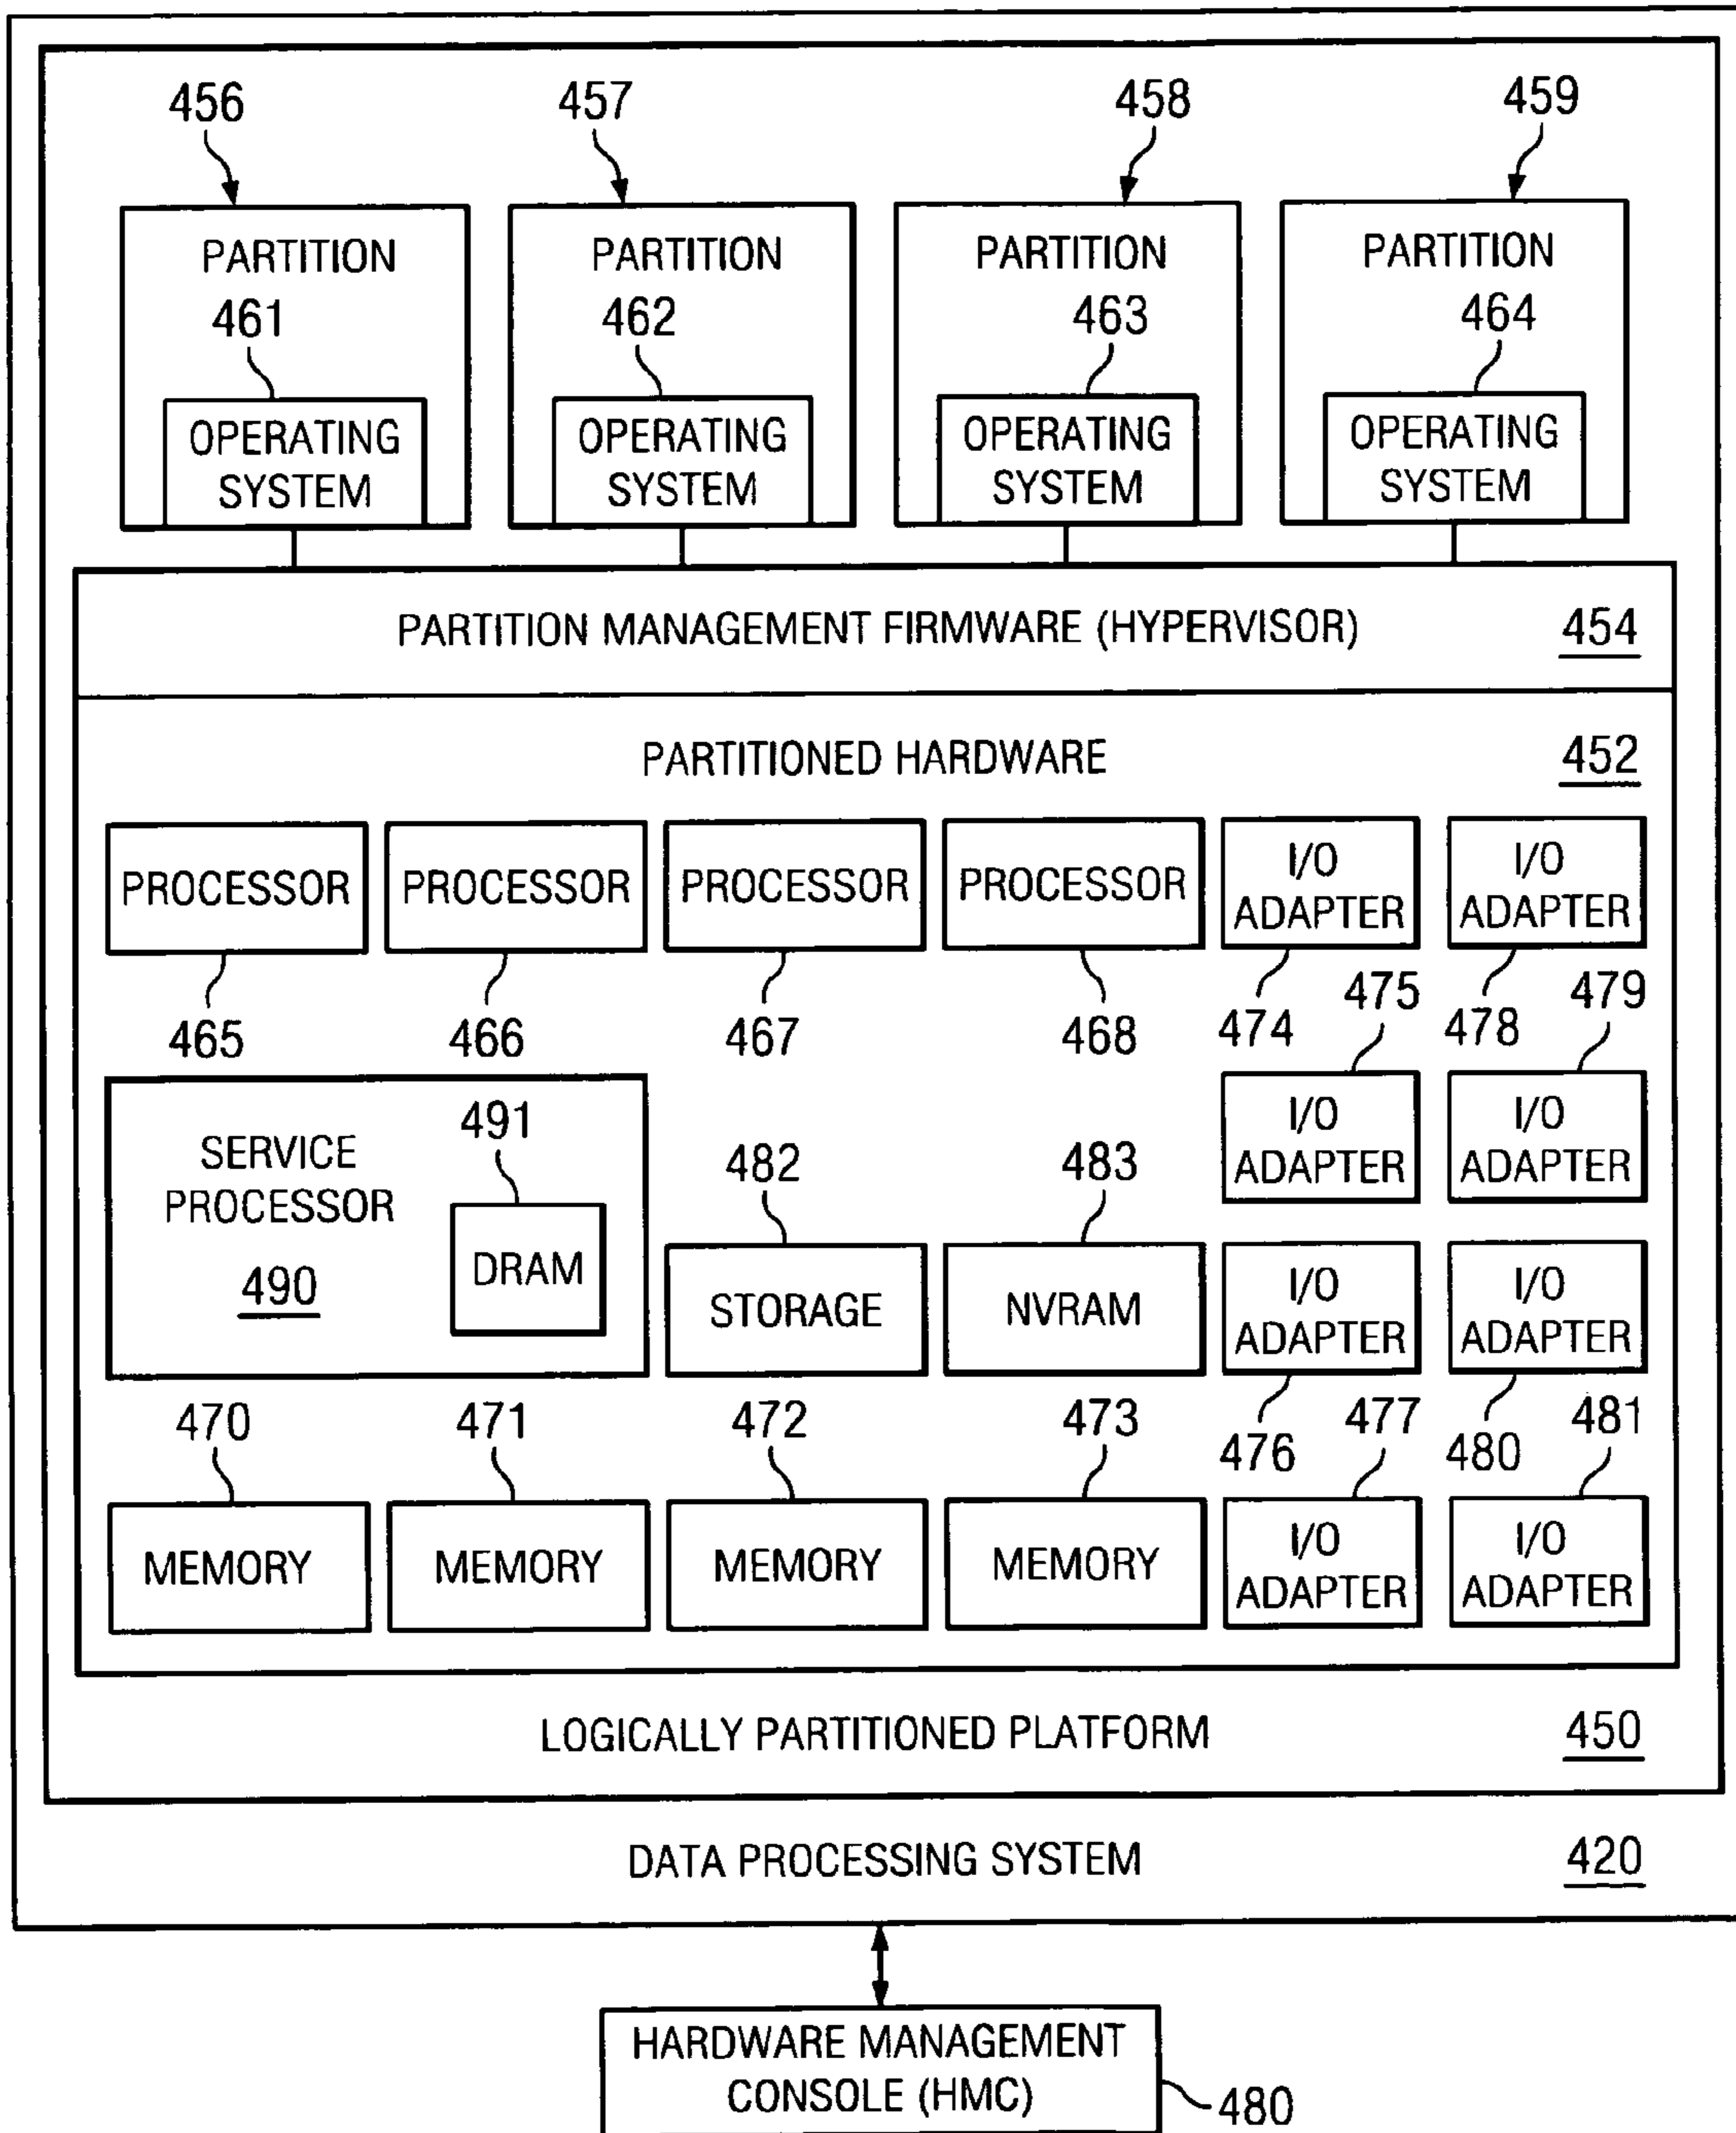 456 457 458 459
PARTITION PARTITION PARTITION PARTITION
461 462 463 464
OPERATING OPERATING OPERATING OPERATING
SYSTEM SYSTEM SYSTEM SYSTEM
PARTITION MANAGEMENT FIRMWARE (HYPERVISOR) 454
PARTITIONED HARDWARE 452
PROCESSOR PROCESSOR PROCESSOR PROCESSOR I/O ADAPTER I/O ADAPTER
465 466 467 468 474 475 478 479
SERVICE
PROCESSOR
490
491
DRAM
482 483
STORAGE NVRAM
I/O ADAPTER I/O ADAPTER
I/O ADAPTER I/O ADAPTER
470 471 472 473 476 477 480 481
MEMORY MEMORY MEMORY MEMORY I/O ADAPTER I/O ADAPTER
LOGICALLY PARTITIONED PLATFORM 450
DATA PROCESSING SYSTEM 420
HARDWARE MANAGEMENT
CONSOLE (HMC)
480